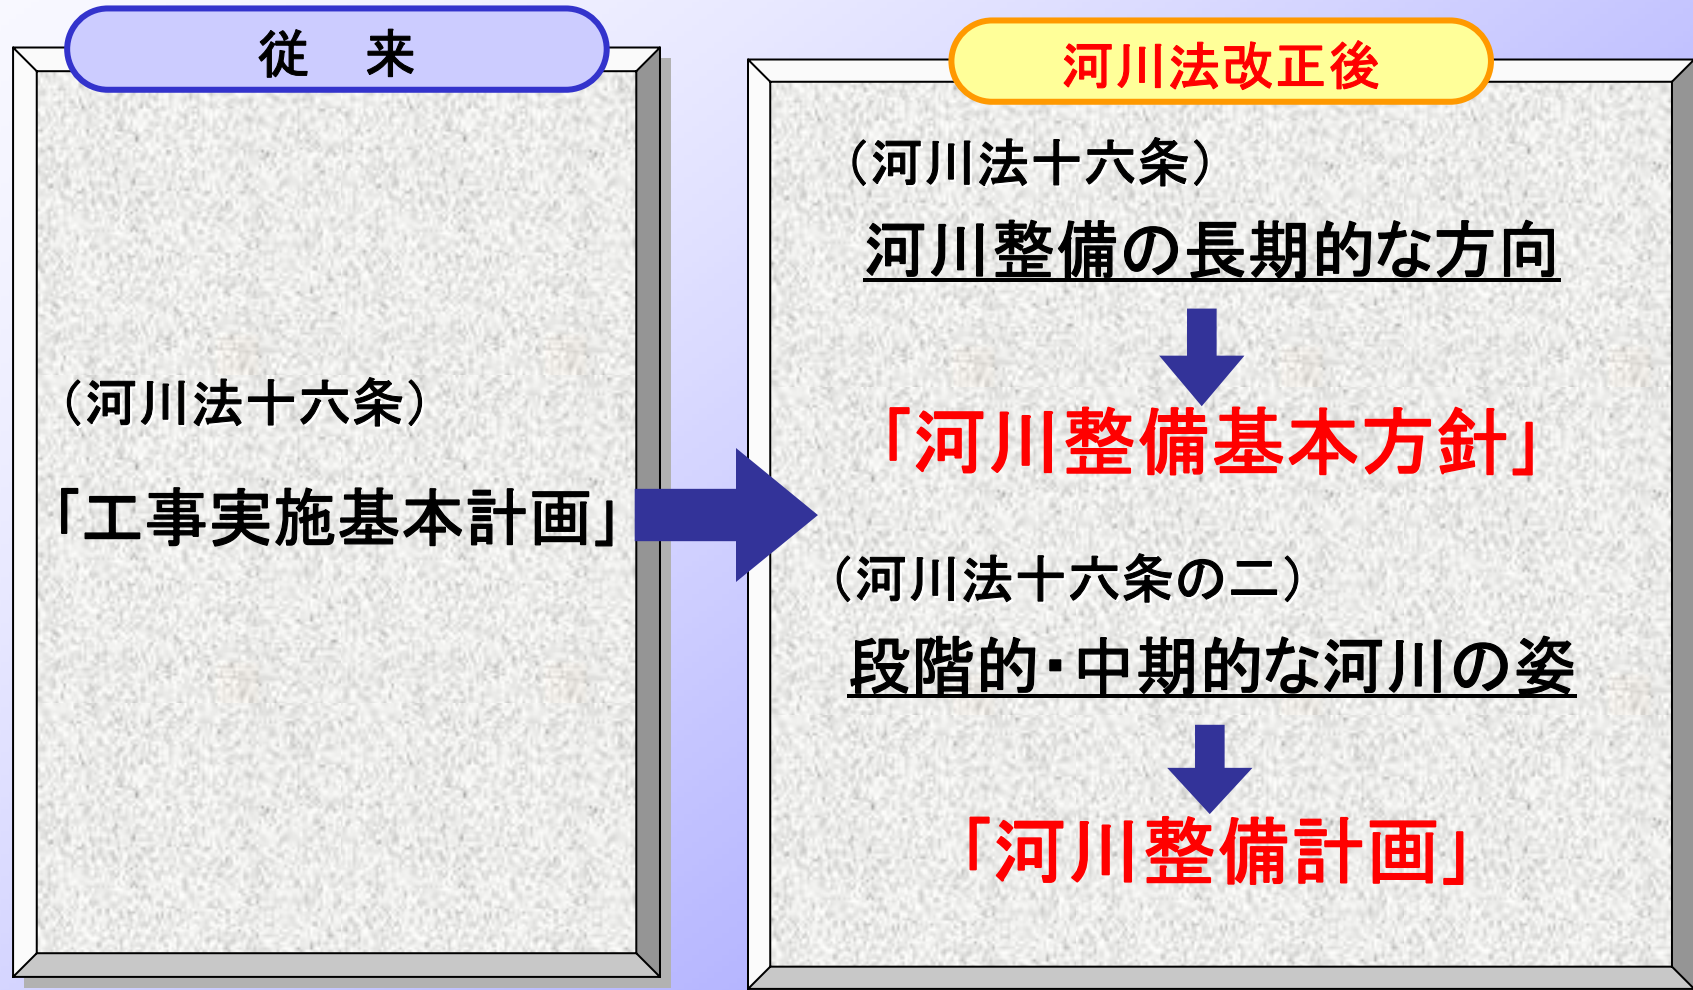 従　来
（河川法十六条）
「工事実施基本計画」
河川法改正後
（河川法十六条）
河川整備の長期的な方向
「河川整備基本方針」
（河川法十六条の二）
段階的・中期的な河川の姿
「河川整備計画」